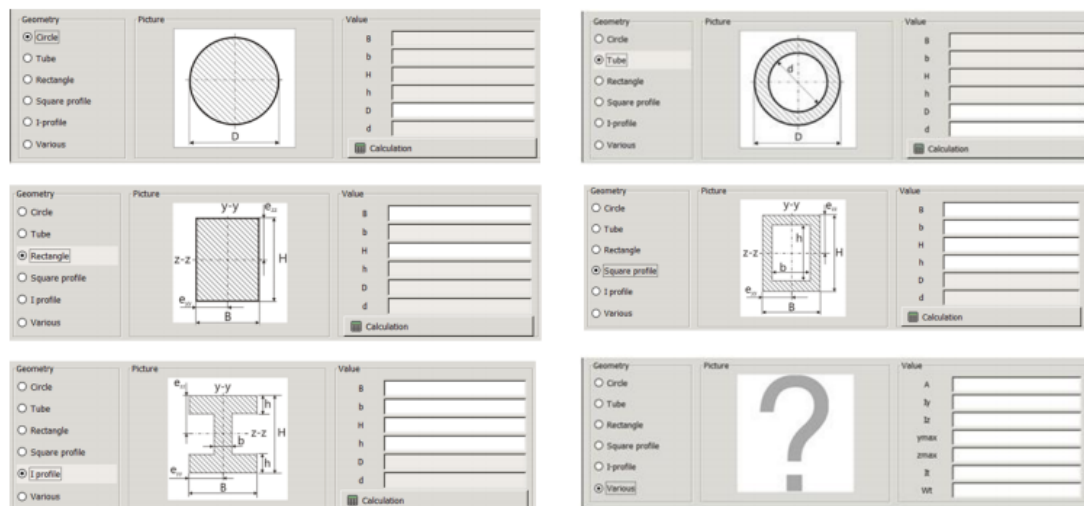 Geometry
Circle
Tube
Rectangle
Square profile
I-profile
Various
Picture
D
Value
B
b
H
h
D
d
Calculation
Geometry
Circle
Tube
Rectangle
Square profile
I-profile
Various
Picture
d
D
Value
B
b
H
h
D
d
Calculation
Geometry
Circle
Tube
Rectangle
Square profile
I profile
Various
Picture
y-y
z-z
H
B
Value
B
b
H
h
D
d
Calculation
Geometry
Circle
Tube
Rectangle
Square profile
I profile
Various
Picture
y-y
h
z-z
H
b
B
Value
B
b
H
h
D
d
Calculation
Geometry
Circle
Tube
Rectangle
Square profile
I profile
Various
Picture
y-y
h
z-z
H
b
h
B
Value
B
b
H
h
D
d
Calculation
Geometry
Circle
Tube
Rectangle
Square profile
I-profile
Various
Picture
?
Value
A
Iy
Iz
ymax
zmax
It
Wt